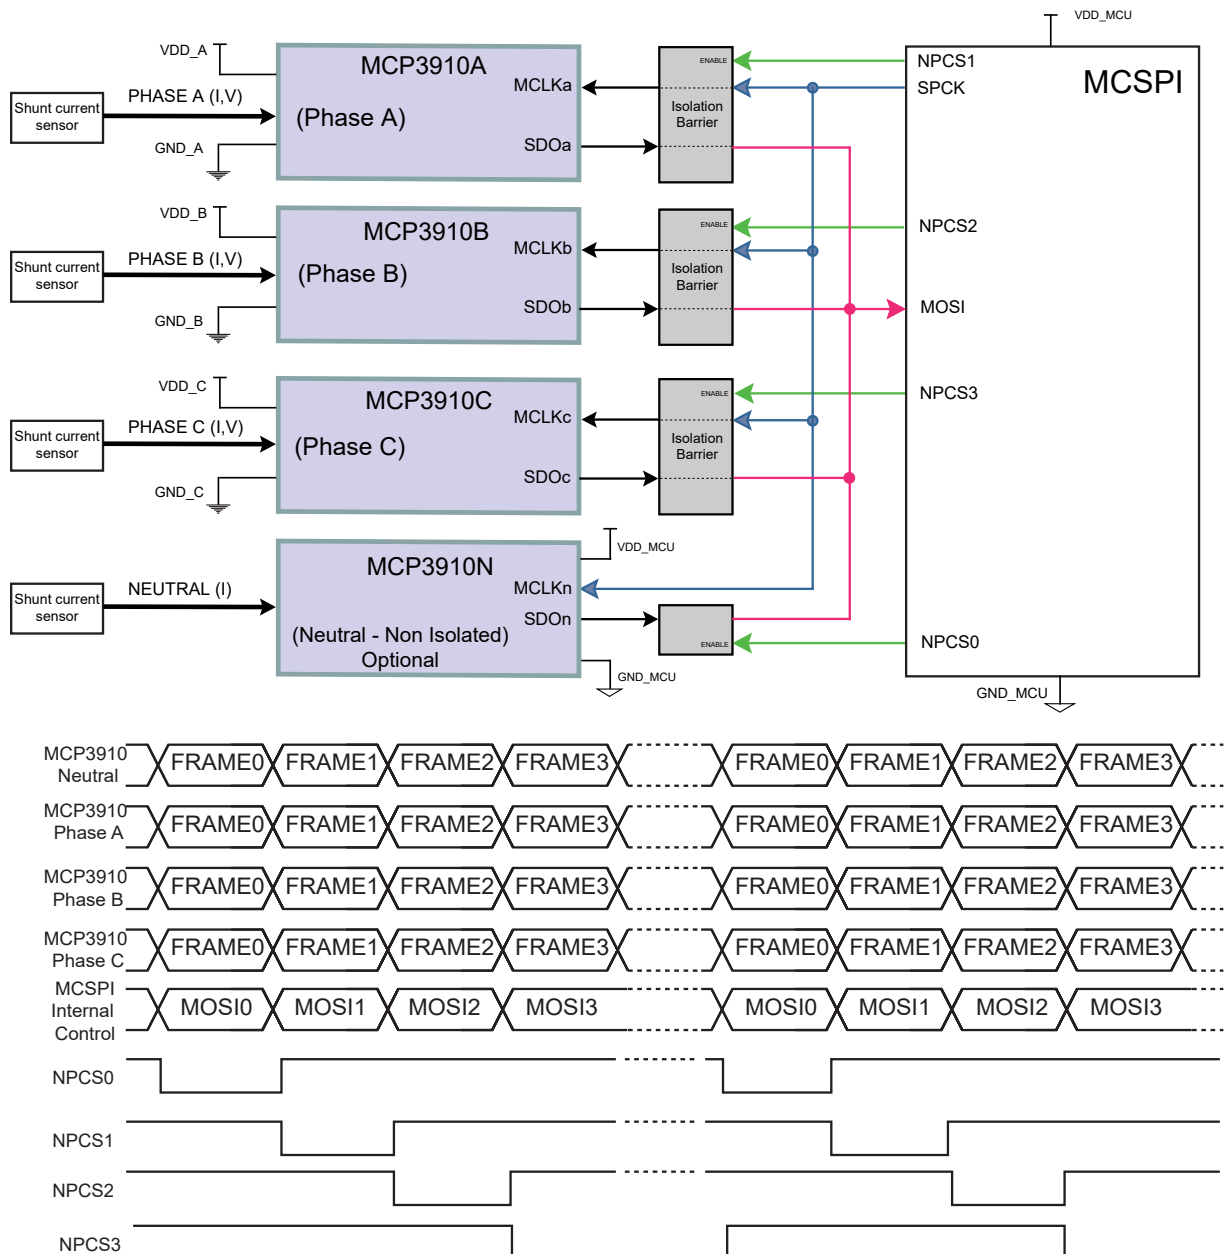 VDD_MCU
VDD_A
MCP3910A
ENABLE
NPCS1
MCSPI
MCLKa
SPCK
Shunt current
sensor
PHASE A (I,V)
(Phase A)
Isolation
Barrier
GND_A
SDOa
VDD_B
MCP3910B
ENABLE
NPCS2
MCLKb
Shunt current
sensor
PHASE B (I,V)
(Phase B)
Isolation
Barrier
GND_B
SDOb
MOSI
VDD_C
MCP3910C
ENABLE
NPCS3
MCLKc
Shunt current
sensor
PHASE C (I,V)
(Phase C)
Isolation
Barrier
GND_C
SDOc
VDD_MCU
MCP3910N
MCLKn
Shunt current
sensor
NEUTRAL (I)
SDOn
(Neutral - Non Isolated)
Optional
ENABLE
NPCS0
GND_MCU
GND_MCU
MCP3910
Neutral
FRAME0 FRAME1 FRAME2 FRAME3 FRAME0 FRAME1 FRAME2 FRAME3
MCP3910
Phase A
FRAME0 FRAME1 FRAME2 FRAME3 FRAME0 FRAME1 FRAME2 FRAME3
MCP3910
Phase B
FRAME0 FRAME1 FRAME2 FRAME3 FRAME0 FRAME1 FRAME2 FRAME3
MCP3910
Phase C
FRAME0 FRAME1 FRAME2 FRAME3 FRAME0 FRAME1 FRAME2 FRAME3
MCSPI
Internal
Control
MOSI0 MOSI1 MOSI2 MOSI3 MOSI0 MOSI1 MOSI2 MOSI3
NPCS0
NPCS1
NPCS2
NPCS3